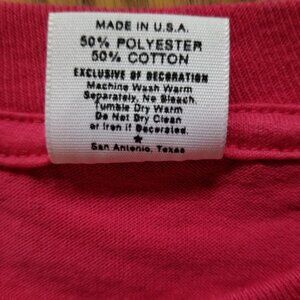 MADE IN U.S.A.
50% POLYESTER
50% COTTON
EXCLUSIVE OF DECORATION
Machine Wash Warm
Separately, No Bleach.
Tumble Dry Warm
Do Not Dry Clean
or Iron if Decorated.
★
San Antonio, Texas